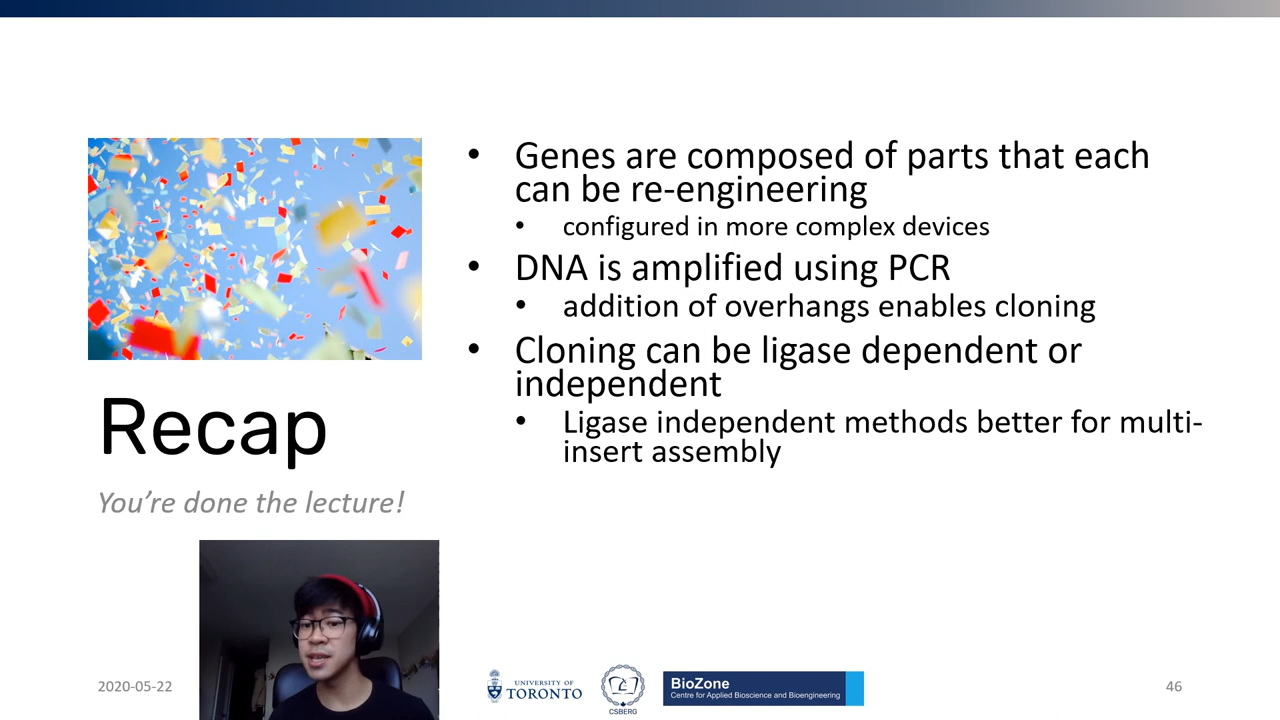 Genes are composed of parts that each
can be re-engineering
configured in more complex devices
DNA is amplified using PCR
addition of overhangs enables cloning
Cloning can be ligase dependent or
independent
Ligase independent methods better for multi-
insert assembly
Recap
You're done the lecture!
2020-05-22
UNIVERSITY OF
TORONTO
CSBERG
BioZone
Centre for Applied Bioscience and Bioengineering
46